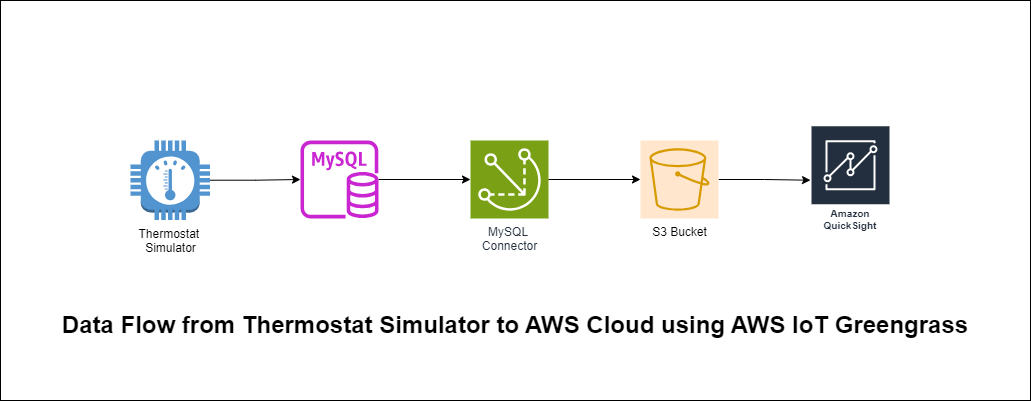 MySQL
Thermostat
Simulator
MySQL
Connector
S3 Bucket
Amazon
QuickSight
Data Flow from Thermostat Simulator to AWS Cloud using AWS IoT Greengrass